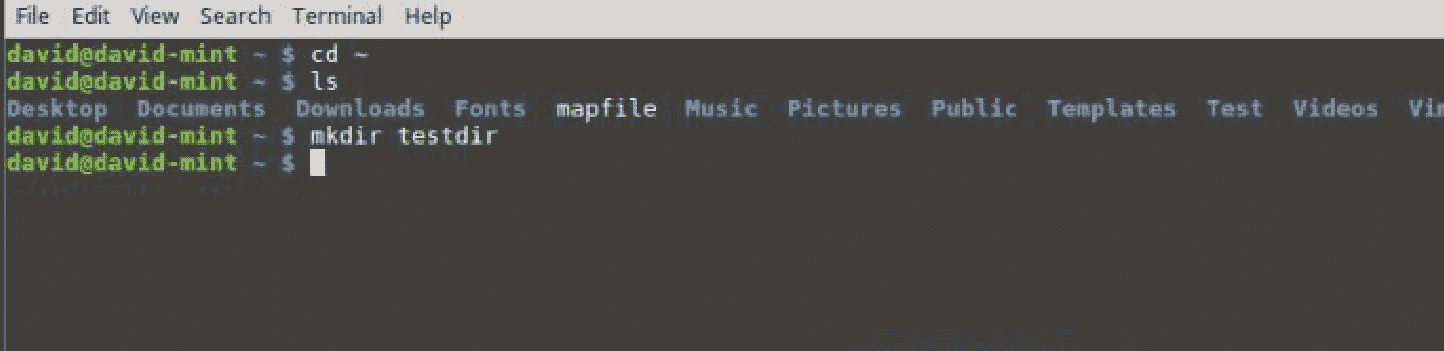 File Edit View Search Terminal Help
david@david-mint ~ $ cd ~
david@david-mint ~ $ ls
Desktop Documents Downloads Fonts mapfile Music Pictures Public Templates Test Videos
david@david-mint ~ $ mkdir testdir
david@david-mint ~ $